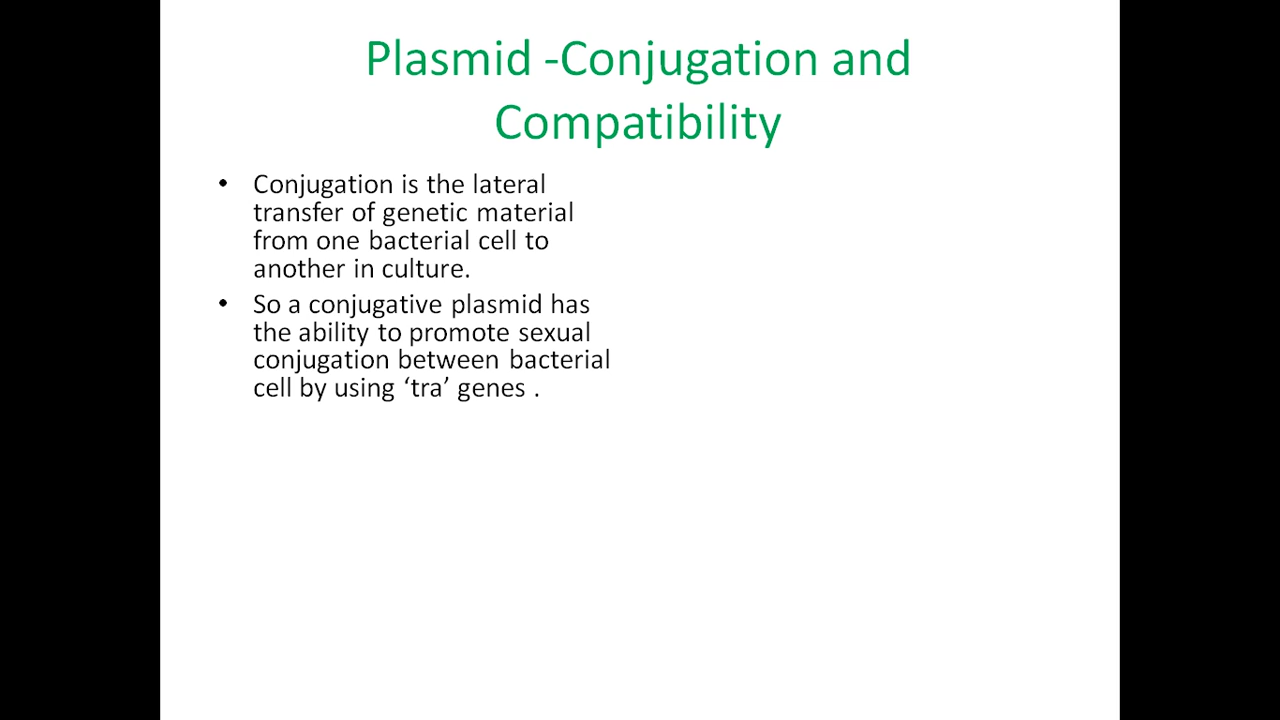 Plasmid -Conjugation and
Compatibility
• Conjugation is the lateral
transfer of genetic material
from one bacterial cell to
another in culture.
• So a conjugative plasmid has
the ability to promote sexual
conjugation between bacterial
cell by using ‘tra’ genes .